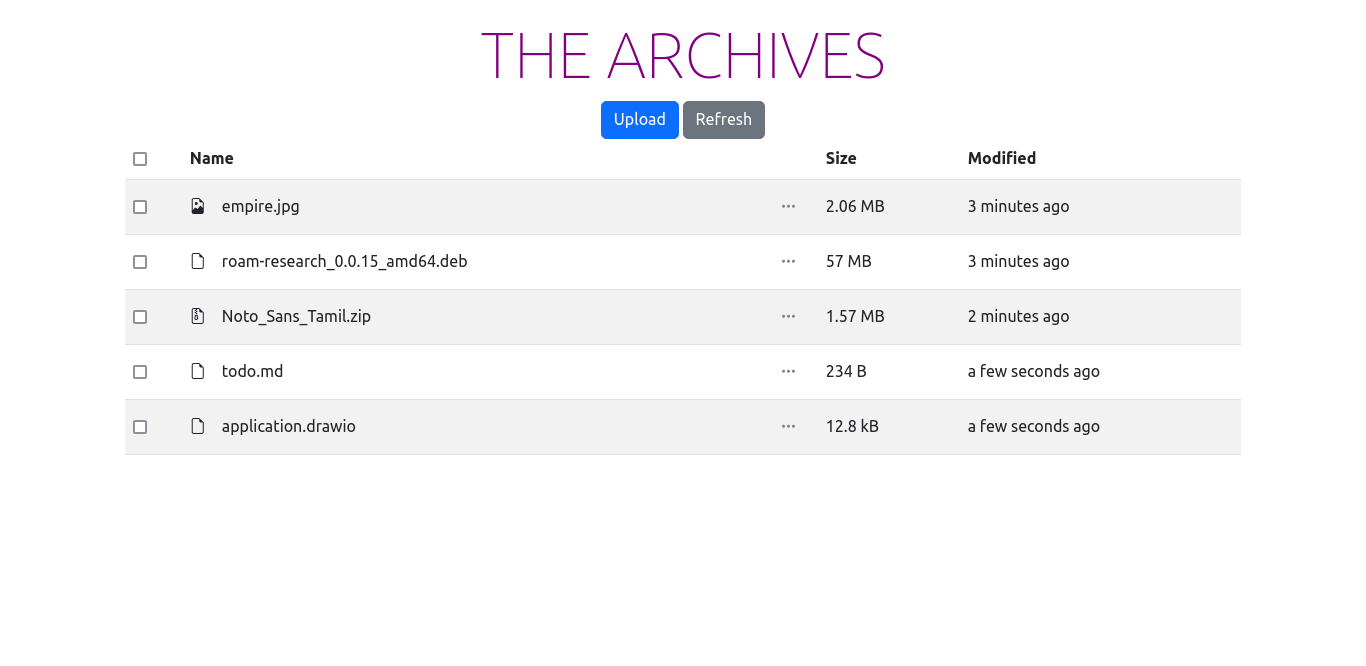 THE ARCHIVES
Upload Refresh
Name Size Modified
empire.jpg ··· 2.06 MB 3 minutes ago
roam-research_0.0.15_amd64.deb ··· 57 MB 3 minutes ago
Noto_Sans_Tamil.zip ··· 1.57 MB 2 minutes ago
todo.md ··· 234 B a few seconds ago
application.drawio ··· 12.8 kB a few seconds ago